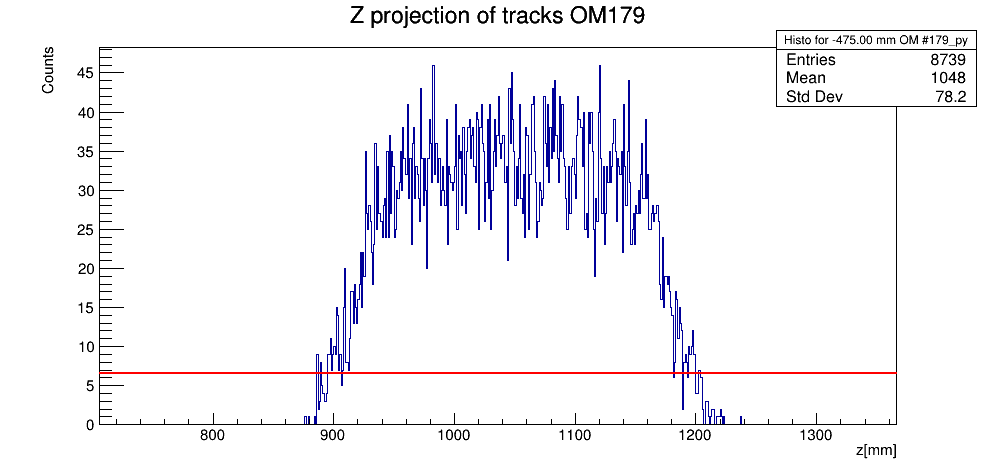 Z projection of tracks OM179
Histo for -475.00 mm OM #179_py
Entries 8739
Mean 1048
Std Dev 78.2
Counts
45
40
35
30
25
20
15
10
5
0
800 900 1000 1100 1200 1300
z[mm]